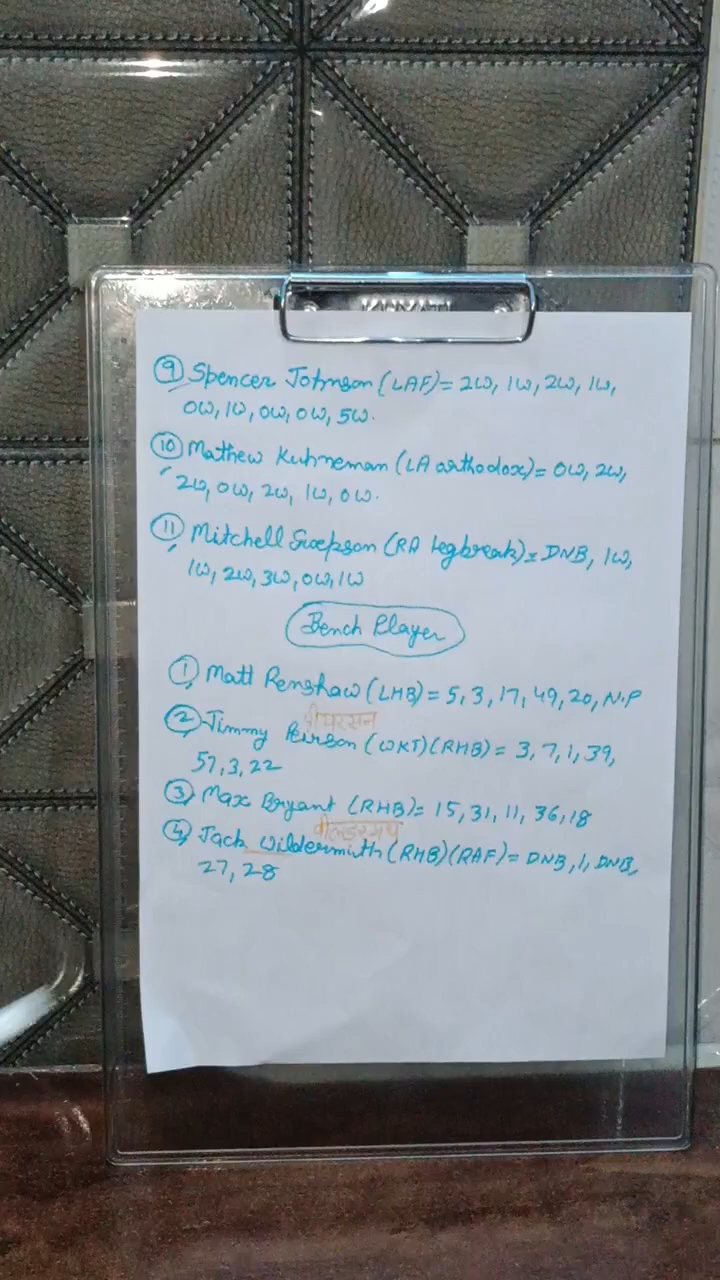 ⑨ Spencer Johnson (LAF) = 2W, 1W, 2W, 1W,
0W, 1W, 0W, 0W, 5W.
⑩ Mathew Kuhneman (LA orthodox) = 0W, 2W,
2W, 0W, 2W, 1W, 0W.
⑪ Mitchell Swepson (RA legbreak) = DNB, 1W,
1W, 2W, 3W, 0W, 1W
Bench Player
① Matt Renshaw (LHB) = 5, 3, 17, 49, 20, N.P
पीयरसन
② Jimmy Peirson (WKT) (RHB) = 3, 7, 1, 39,
57, 3, 22
③ Max Bryant (RHB) = 15, 31, 11, 36, 18
वील्डरमथ
④ Jack Wildermuth (RHB) (RAF) = DNB, 1, DNB,
27, 28